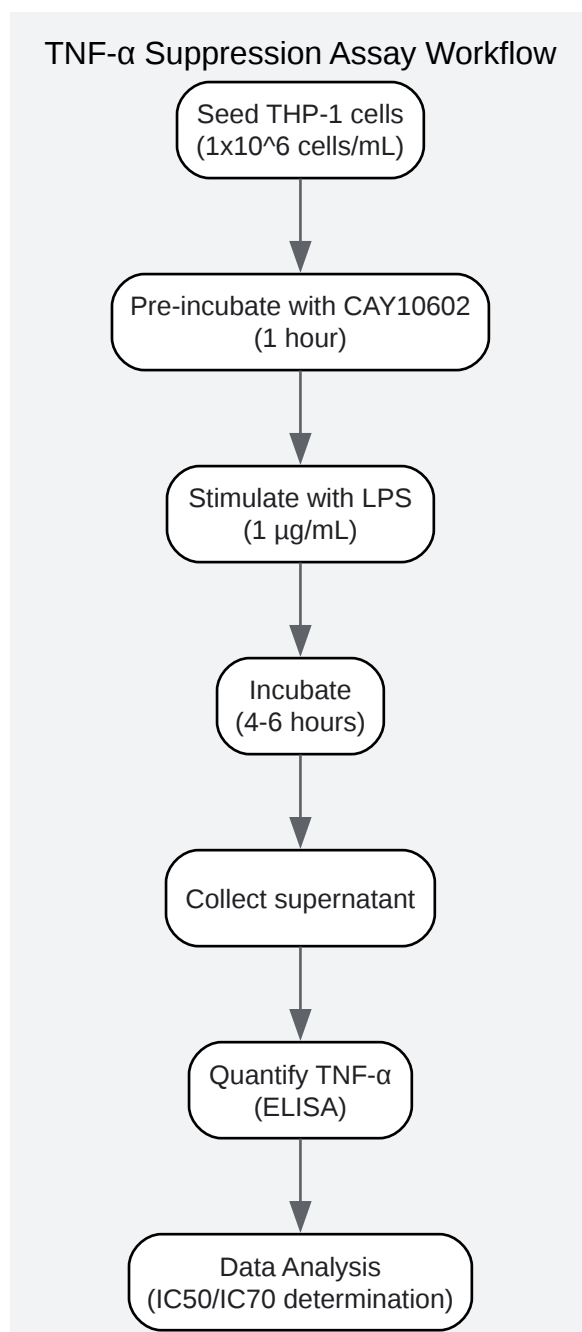 TNF-α Suppression Assay Workflow
Seed THP-1 cells
(1x10^6 cells/mL)
Pre-incubate with CAY10602
(1 hour)
Stimulate with LPS
(1 µg/mL)
Incubate
(4-6 hours)
Collect supernatant
Quantify TNF-α
(ELISA)
Data Analysis
(IC50/IC70 determination)